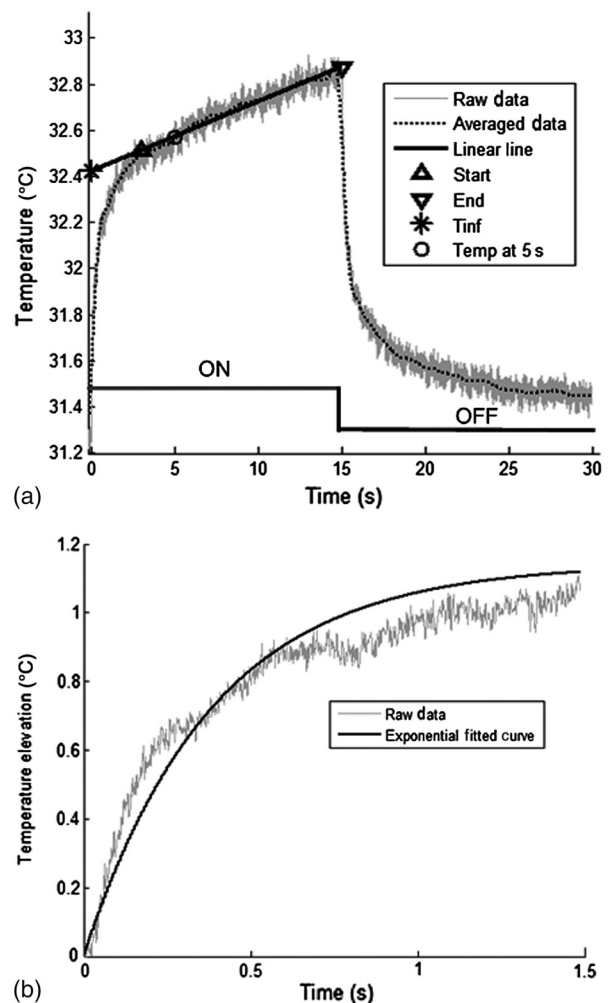 33
32.8
32.6
32.4
32.2
32
31.8
31.6
31.4
31.2
Temperature (°C)
Raw data
Averaged data
Linear line
Start
End
Tinf
Temp at 5 s
ON
OFF
0
5
10
15
20
25
30
Time (s)
(a)
1.2
1
0.8
0.6
0.4
0.2
0
Temperature elevation (°C)
Raw data
Exponential fitted curve
0
0.5
1
1.5
Time (s)
(b)